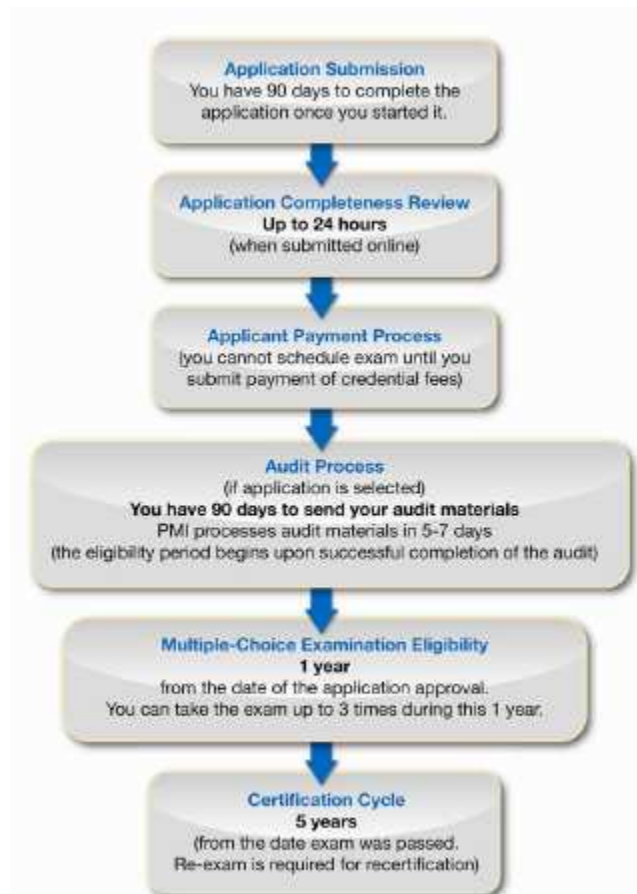 Application Submission
You have 90 days to complete the
application once you started it.
Application Completeness Review
Up to 24 hours
(when submitted online)
Applicant Payment Process
(you cannot schedule exam until you
submit payment of credential fees)
Audit Process
(if application is selected)
You have 90 days to send your audit materials
PMI processes audit materials in 5-7 days
(the eligibility period begins upon successful completion of the audit)
Multiple-Choice Examination Eligibility
1 year
from the date of the application approval.
You can take the exam up to 3 times during this 1 year.
Certification Cycle
5 years
(from the date exam was passed.
Re-exam is required for recertification)